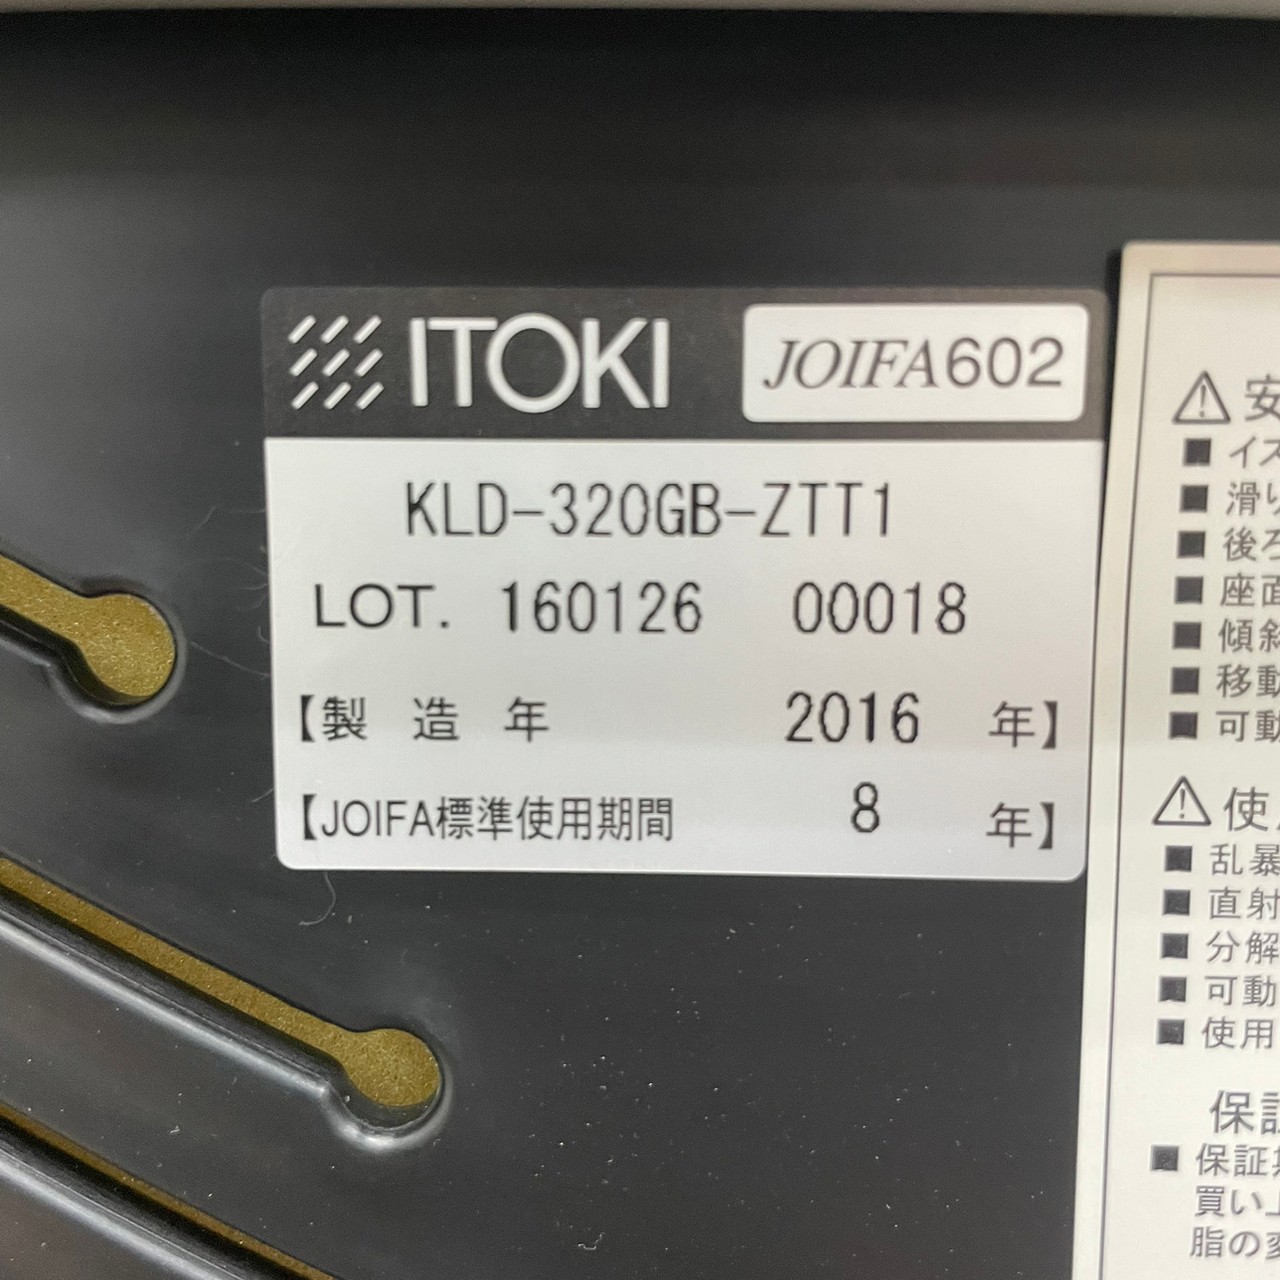 ITOKI JOIFA602
KLD-320GB-ZTT1
LOT. 160126 00018
【製造年 2016 年】
【JOIFA標準使用期間 8 年】
⚠安
■イス
■滑り
■後ろ
■座面
■傾斜
■移動
■可動
⚠使
■乱暴
■直射
■分解
■可動
■使用
保証
■保証
買い上
脂の変